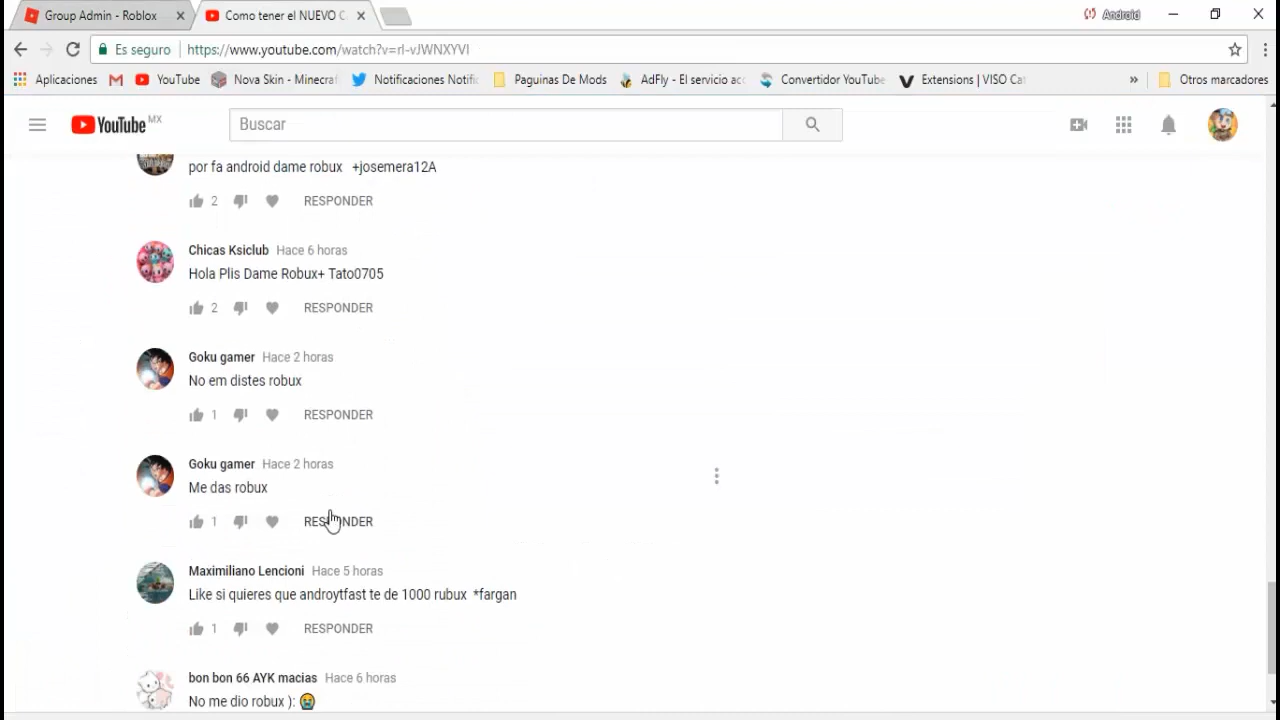 Group Admin - Roblox
Como tener el NUEVO C
Android
Es seguro
https://www.youtube.com/watch?v=rl-vJWNXYVI
Aplicaciones
YouTube
Nova Skin - Minecraf
Notificaciones Notific
Paguinas De Mods
AdFly - El servicio acc
Convertidor YouTube
Extensions | VISO Cat
»
Otros marcadores
YouTube MX
Buscar
por fa android dame robux +josemera12A
2 RESPONDER
Chicas Ksiclub Hace 6 horas
Hola Plis Dame Robux+ Tato0705
2 RESPONDER
Goku gamer Hace 2 horas
No em distes robux
1 RESPONDER
Goku gamer Hace 2 horas
Me das robux
1 RESPONDER
Maximiliano Lencioni Hace 5 horas
Like si quieres que androytfast te de 1000 rubux *fargan
1 RESPONDER
bon bon 66 AYK macias Hace 6 horas
No me dio robux ): 😭